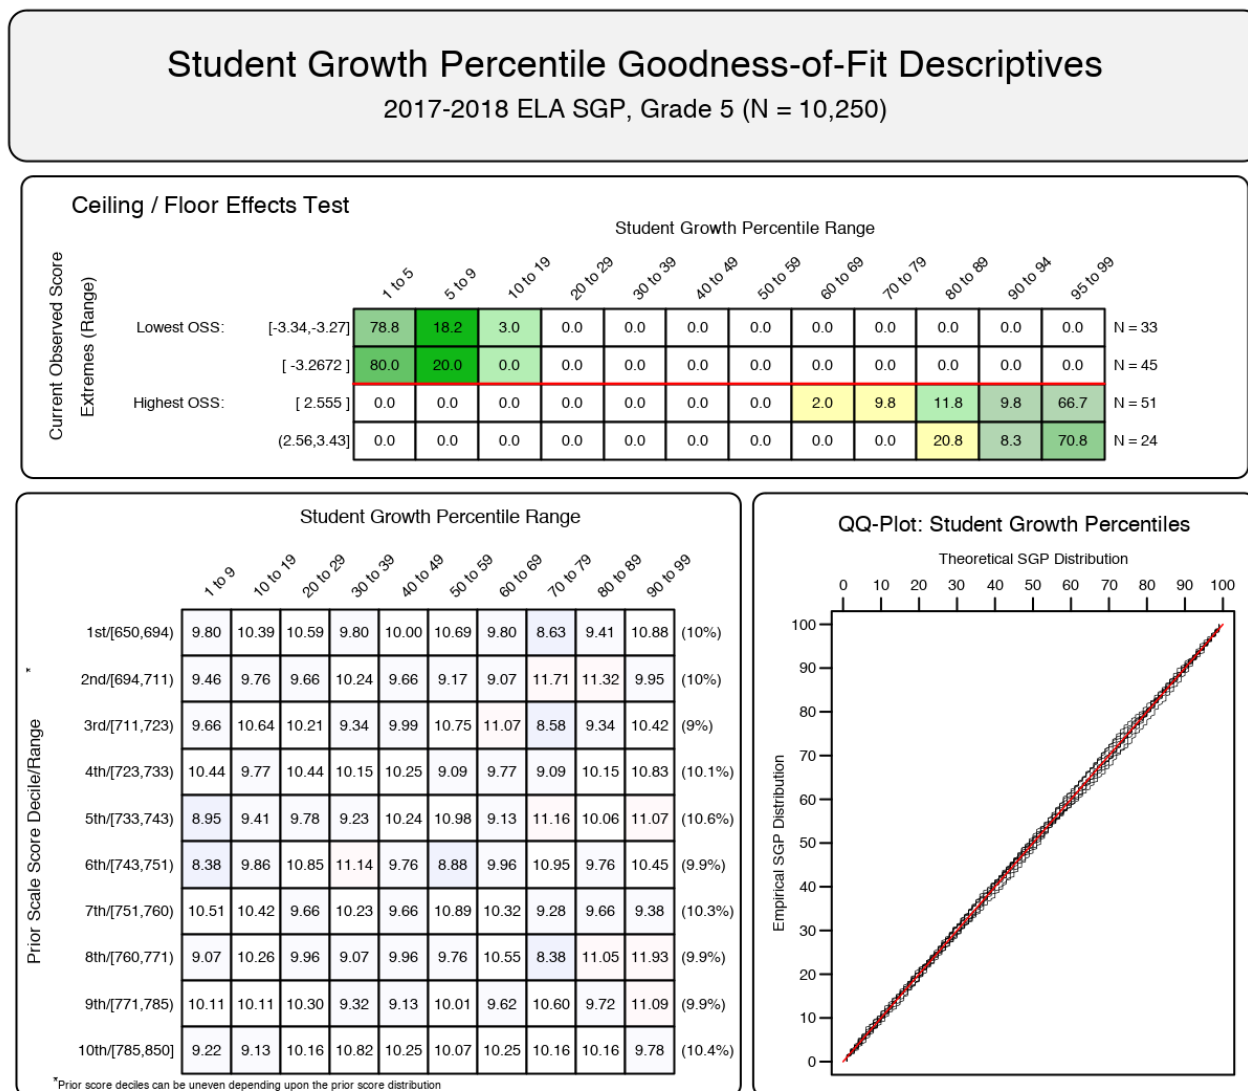 Student Growth Percentile Goodness-of-Fit Descriptives
2017-2018 ELA SGP, Grade 5 (N = 10,250)
Ceiling / Floor Effects Test
Student Growth Percentile Range
Current Observed Score
Extremes (Range)
1 to 5 5 to 9 10 to 19 20 to 29 30 to 39 40 to 49 50 to 59 60 to 69 70 to 79 80 to 89 90 to 94 95 to 99
Lowest OSS: [-3.34,-3.27] 78.8 18.2 3.0 0.0 0.0 0.0 0.0 0.0 0.0 0.0 0.0 0.0 N = 33
[ -3.2672 ] 80.0 20.0 0.0 0.0 0.0 0.0 0.0 0.0 0.0 0.0 0.0 0.0 N = 45
Highest OSS: [ 2.555 ] 0.0 0.0 0.0 0.0 0.0 0.0 0.0 2.0 9.8 11.8 9.8 66.7 N = 51
(2.56,3.43] 0.0 0.0 0.0 0.0 0.0 0.0 0.0 0.0 0.0 20.8 8.3 70.8 N = 24
Student Growth Percentile Range
1 to 9 10 to 19 20 to 29 30 to 39 40 to 49 50 to 59 60 to 69 70 to 79 80 to 89 90 to 99
Prior Scale Score Decile/Range *
1st/[650,694) 9.80 10.39 10.59 9.80 10.00 10.69 9.80 8.63 9.41 10.88 (10%)
2nd/[694,711) 9.46 9.76 9.66 10.24 9.66 9.17 9.07 11.71 11.32 9.95 (10%)
3rd/[711,723) 9.66 10.64 10.21 9.34 9.99 10.75 11.07 8.58 9.34 10.42 (9%)
4th/[723,733) 10.44 9.77 10.44 10.15 10.25 9.09 9.77 9.09 10.15 10.83 (10.1%)
5th/[733,743) 8.95 9.41 9.78 9.23 10.24 10.98 9.13 11.16 10.06 11.07 (10.6%)
6th/[743,751) 8.38 9.86 10.85 11.14 9.76 8.88 9.96 10.95 9.76 10.45 (9.9%)
7th/[751,760) 10.51 10.42 9.66 10.23 9.66 10.89 10.32 9.28 9.66 9.38 (10.3%)
8th/[760,771) 9.07 10.26 9.96 9.07 9.96 9.76 10.55 8.38 11.05 11.93 (9.9%)
9th/[771,785) 10.11 10.11 10.30 9.32 9.13 10.01 9.62 10.60 9.72 11.09 (9.9%)
10th/[785,850] 9.22 9.13 10.16 10.82 10.25 10.07 10.25 10.16 10.16 9.78 (10.4%)
*Prior score deciles can be uneven depending upon the prior score distribution
QQ-Plot: Student Growth Percentiles
Theoretical SGP Distribution
0 10 20 30 40 50 60 70 80 90 100
Empirical SGP Distribution
100
90
80
70
60
50
40
30
20
10
0